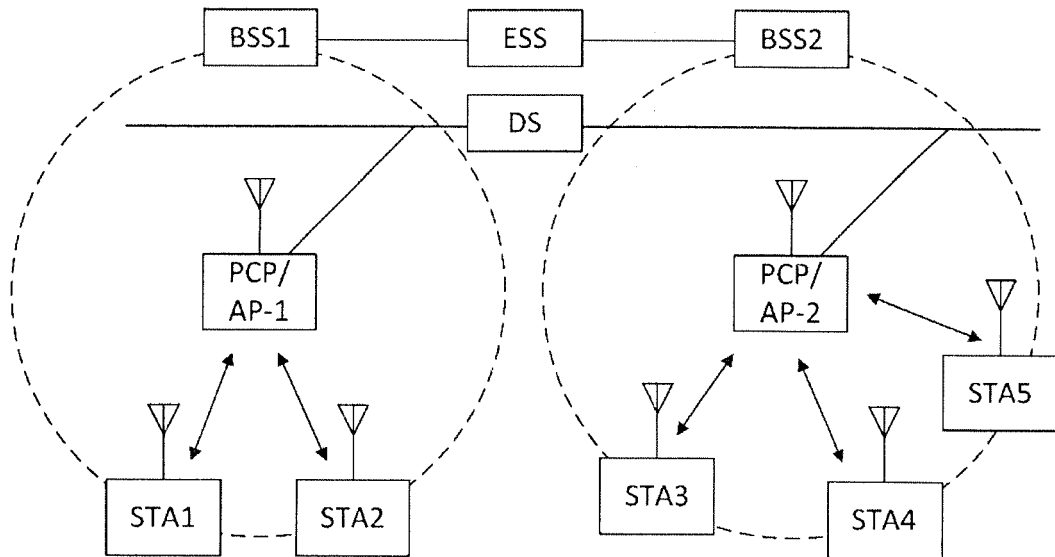 BSS1
ESS
BSS2
DS
PCP/
AP-1
PCP/
AP-2
STA5
STA1
STA2
STA3
STA4